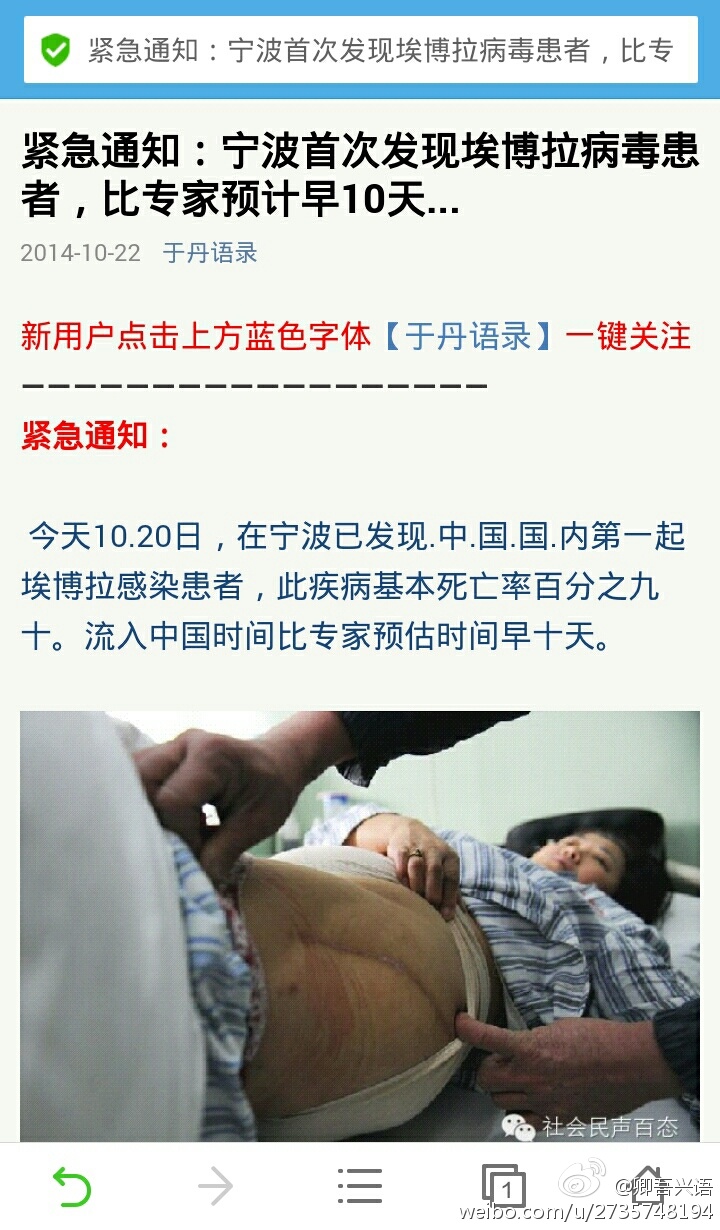 紧急通知：宁波首次发现埃博拉病毒患者，比专
紧急通知：宁波首次发现埃博拉病毒患
者，比专家预计早10天...
2014-10-22 于丹语录
新用户点击上方蓝色字体【于丹语录】一键关注
——————————————————
紧急通知：
今天10.20日，在宁波已发现.中.国.国.内第一起
埃博拉感染患者，此疾病基本死亡率百分之九
十。流入中国时间比专家预估时间早十天。
社会民声百态
1
@卿吾兴语
weibo.com/u/2735748194